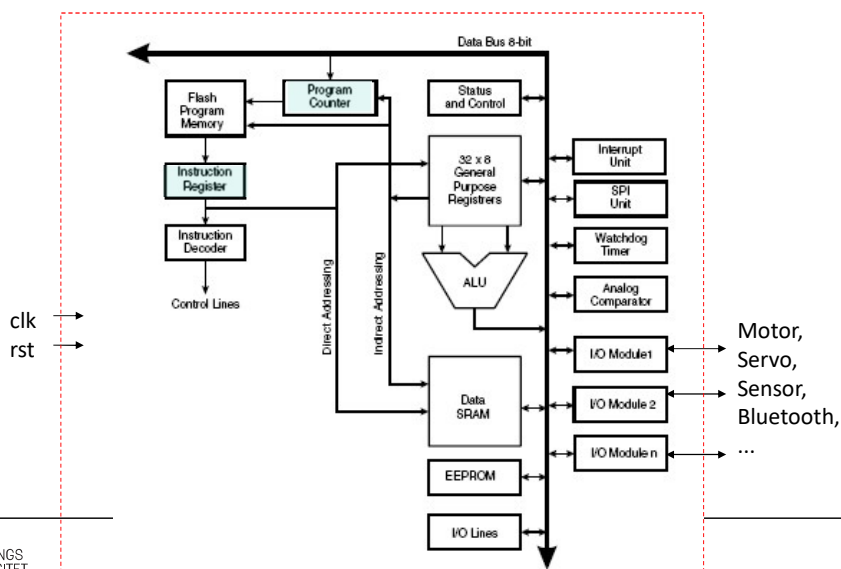 Data Bus 8-bit
Flash
Program
Memory
Program
Counter
Status
and Control
Instruction
Register
32 x 8
General
Purpose
Registrers
Interrupt
Unit
SPI
Unit
Instruction
Decoder
Watchdog
Timer
ALU
Analog
Comparator
Control Lines
Direct Addressing
Indirect Addressing
clk
rst
I/O Module1
Data
SRAM
I/O Module 2
I/O Module n
Motor,
Servo,
Sensor,
Bluetooth,
...
EEPROM
I/O Lines
NGS